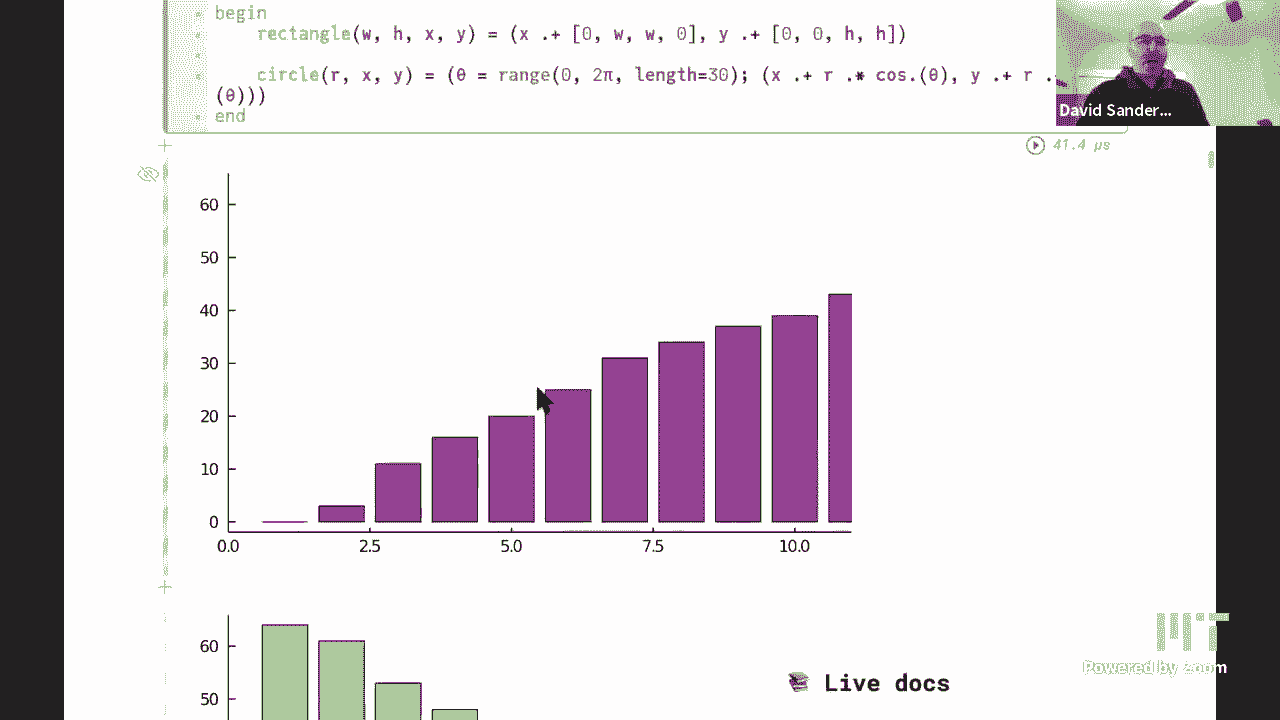 begin
rectangle(w, h, x, y) = (x .+ [0, w, w, 0], y .+ [0, 0, h, h])
circle(r, x, y) = (θ = range(0, 2π, length=30); (x .+ r .* cos.(θ), y .+ r .
(θ)))
end
David Sander...
41.4 μs
60
50
40
30
20
10
0
0.0 2.5 5.0 7.5 10.0
60
50
MIT
Powered by zoom
📚 Live docs